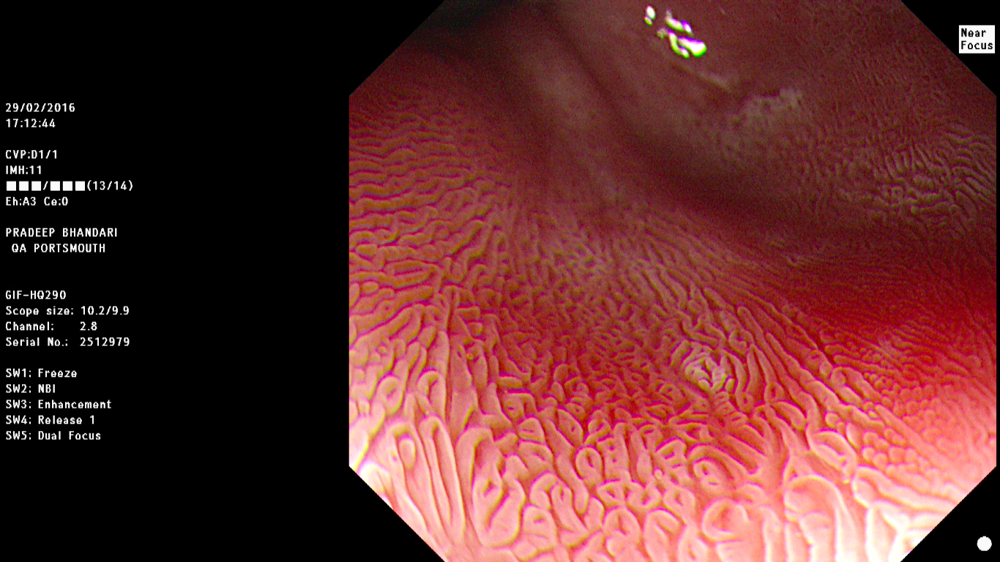 29/02/2016
17:12:44
CVP:D1/1
IMH:11
■■■/■■■(13/14)
Eh:A3 Ce:0
PRADEEP BHANDARI
QA PORTSMOUTH
GIF-HQ290
Scope size: 10.2/9.9
Channel: 2.8
Serial No.: 2512979
SW1: Freeze
SW2: NBI
SW3: Enhancement
SW4: Release 1
SW5: Dual Focus
Near
Focus